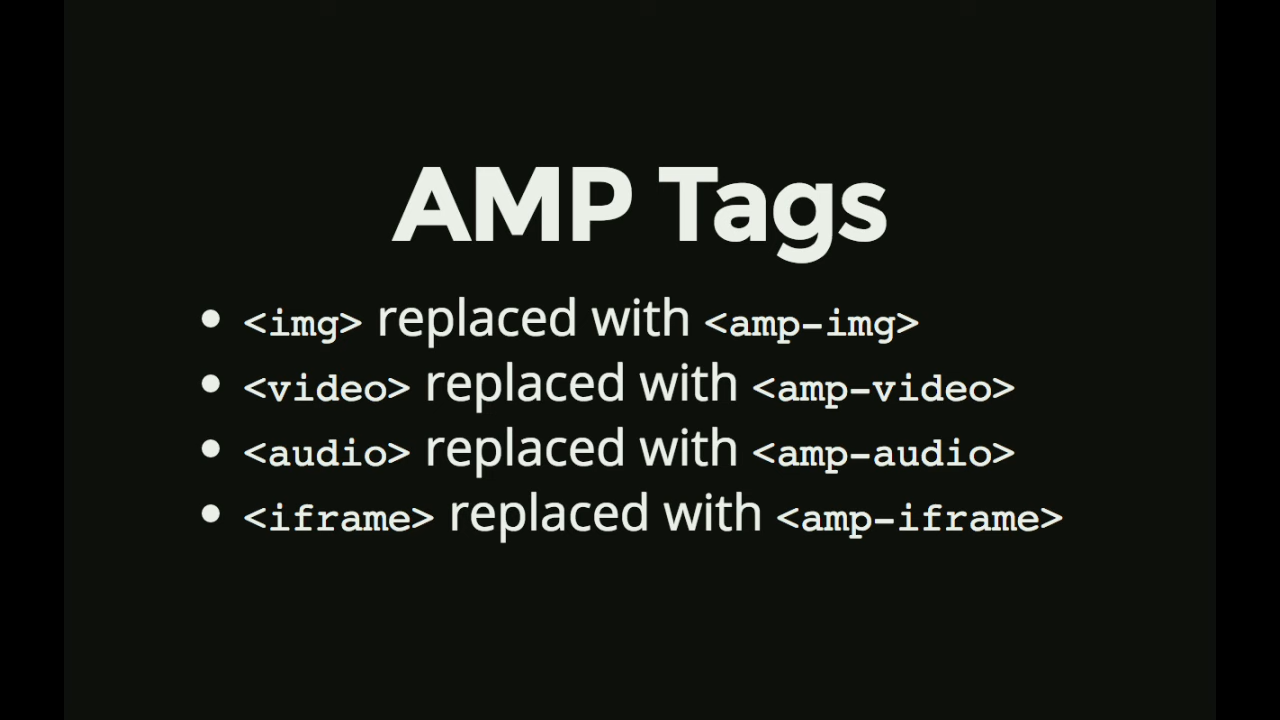 AMP Tags
• <img> replaced with <amp-img>
• <video> replaced with <amp-video>
• <audio> replaced with <amp-audio>
• <iframe> replaced with <amp-iframe>